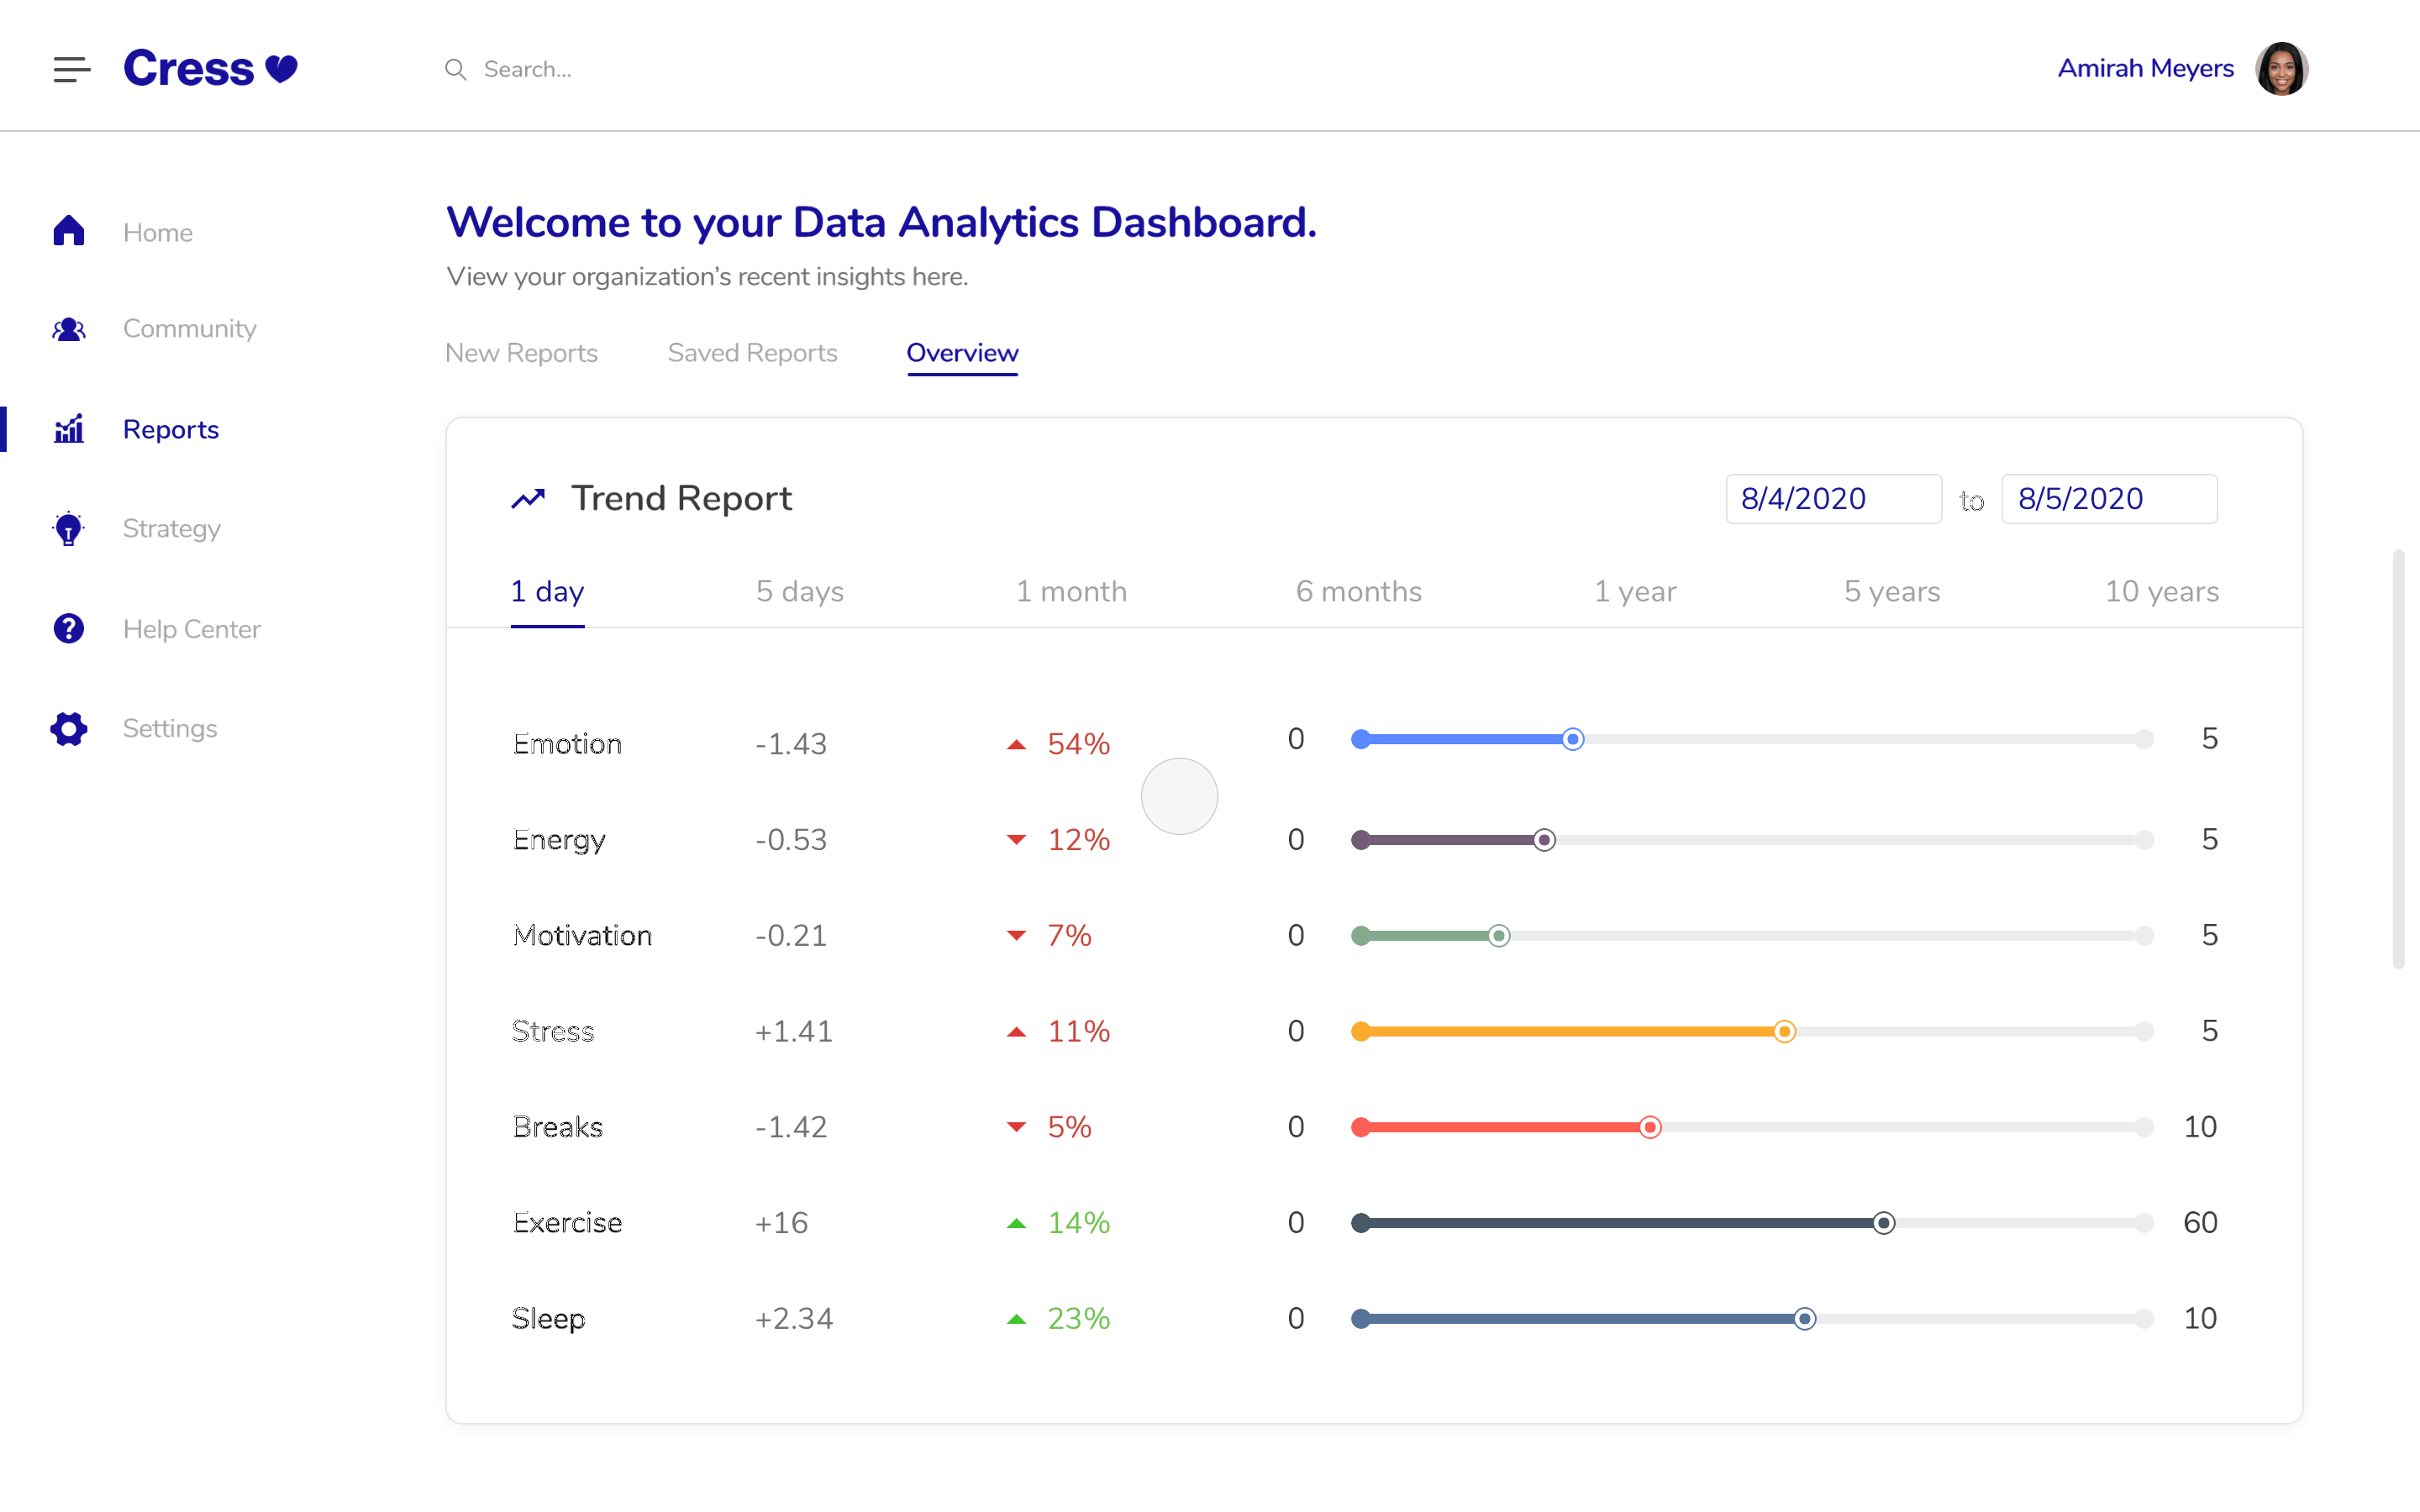 Cress
Search...
Amirah Meyers
Home
Community
Reports
Strategy
Help Center
Settings
Welcome to your Data Analytics Dashboard.
View your organization’s recent insights here.
New Reports Saved Reports Overview
Trend Report 8/4/2020 to 8/5/2020
1 day 5 days 1 month 6 months 1 year 5 years 10 years
Emotion -1.43 54% 0 5
Energy -0.53 12% 0 5
Motivation -0.21 7% 0 5
Stress +1.41 11% 0 5
Breaks -1.42 5% 0 10
Exercise +16 14% 0 60
Sleep +2.34 23% 0 10